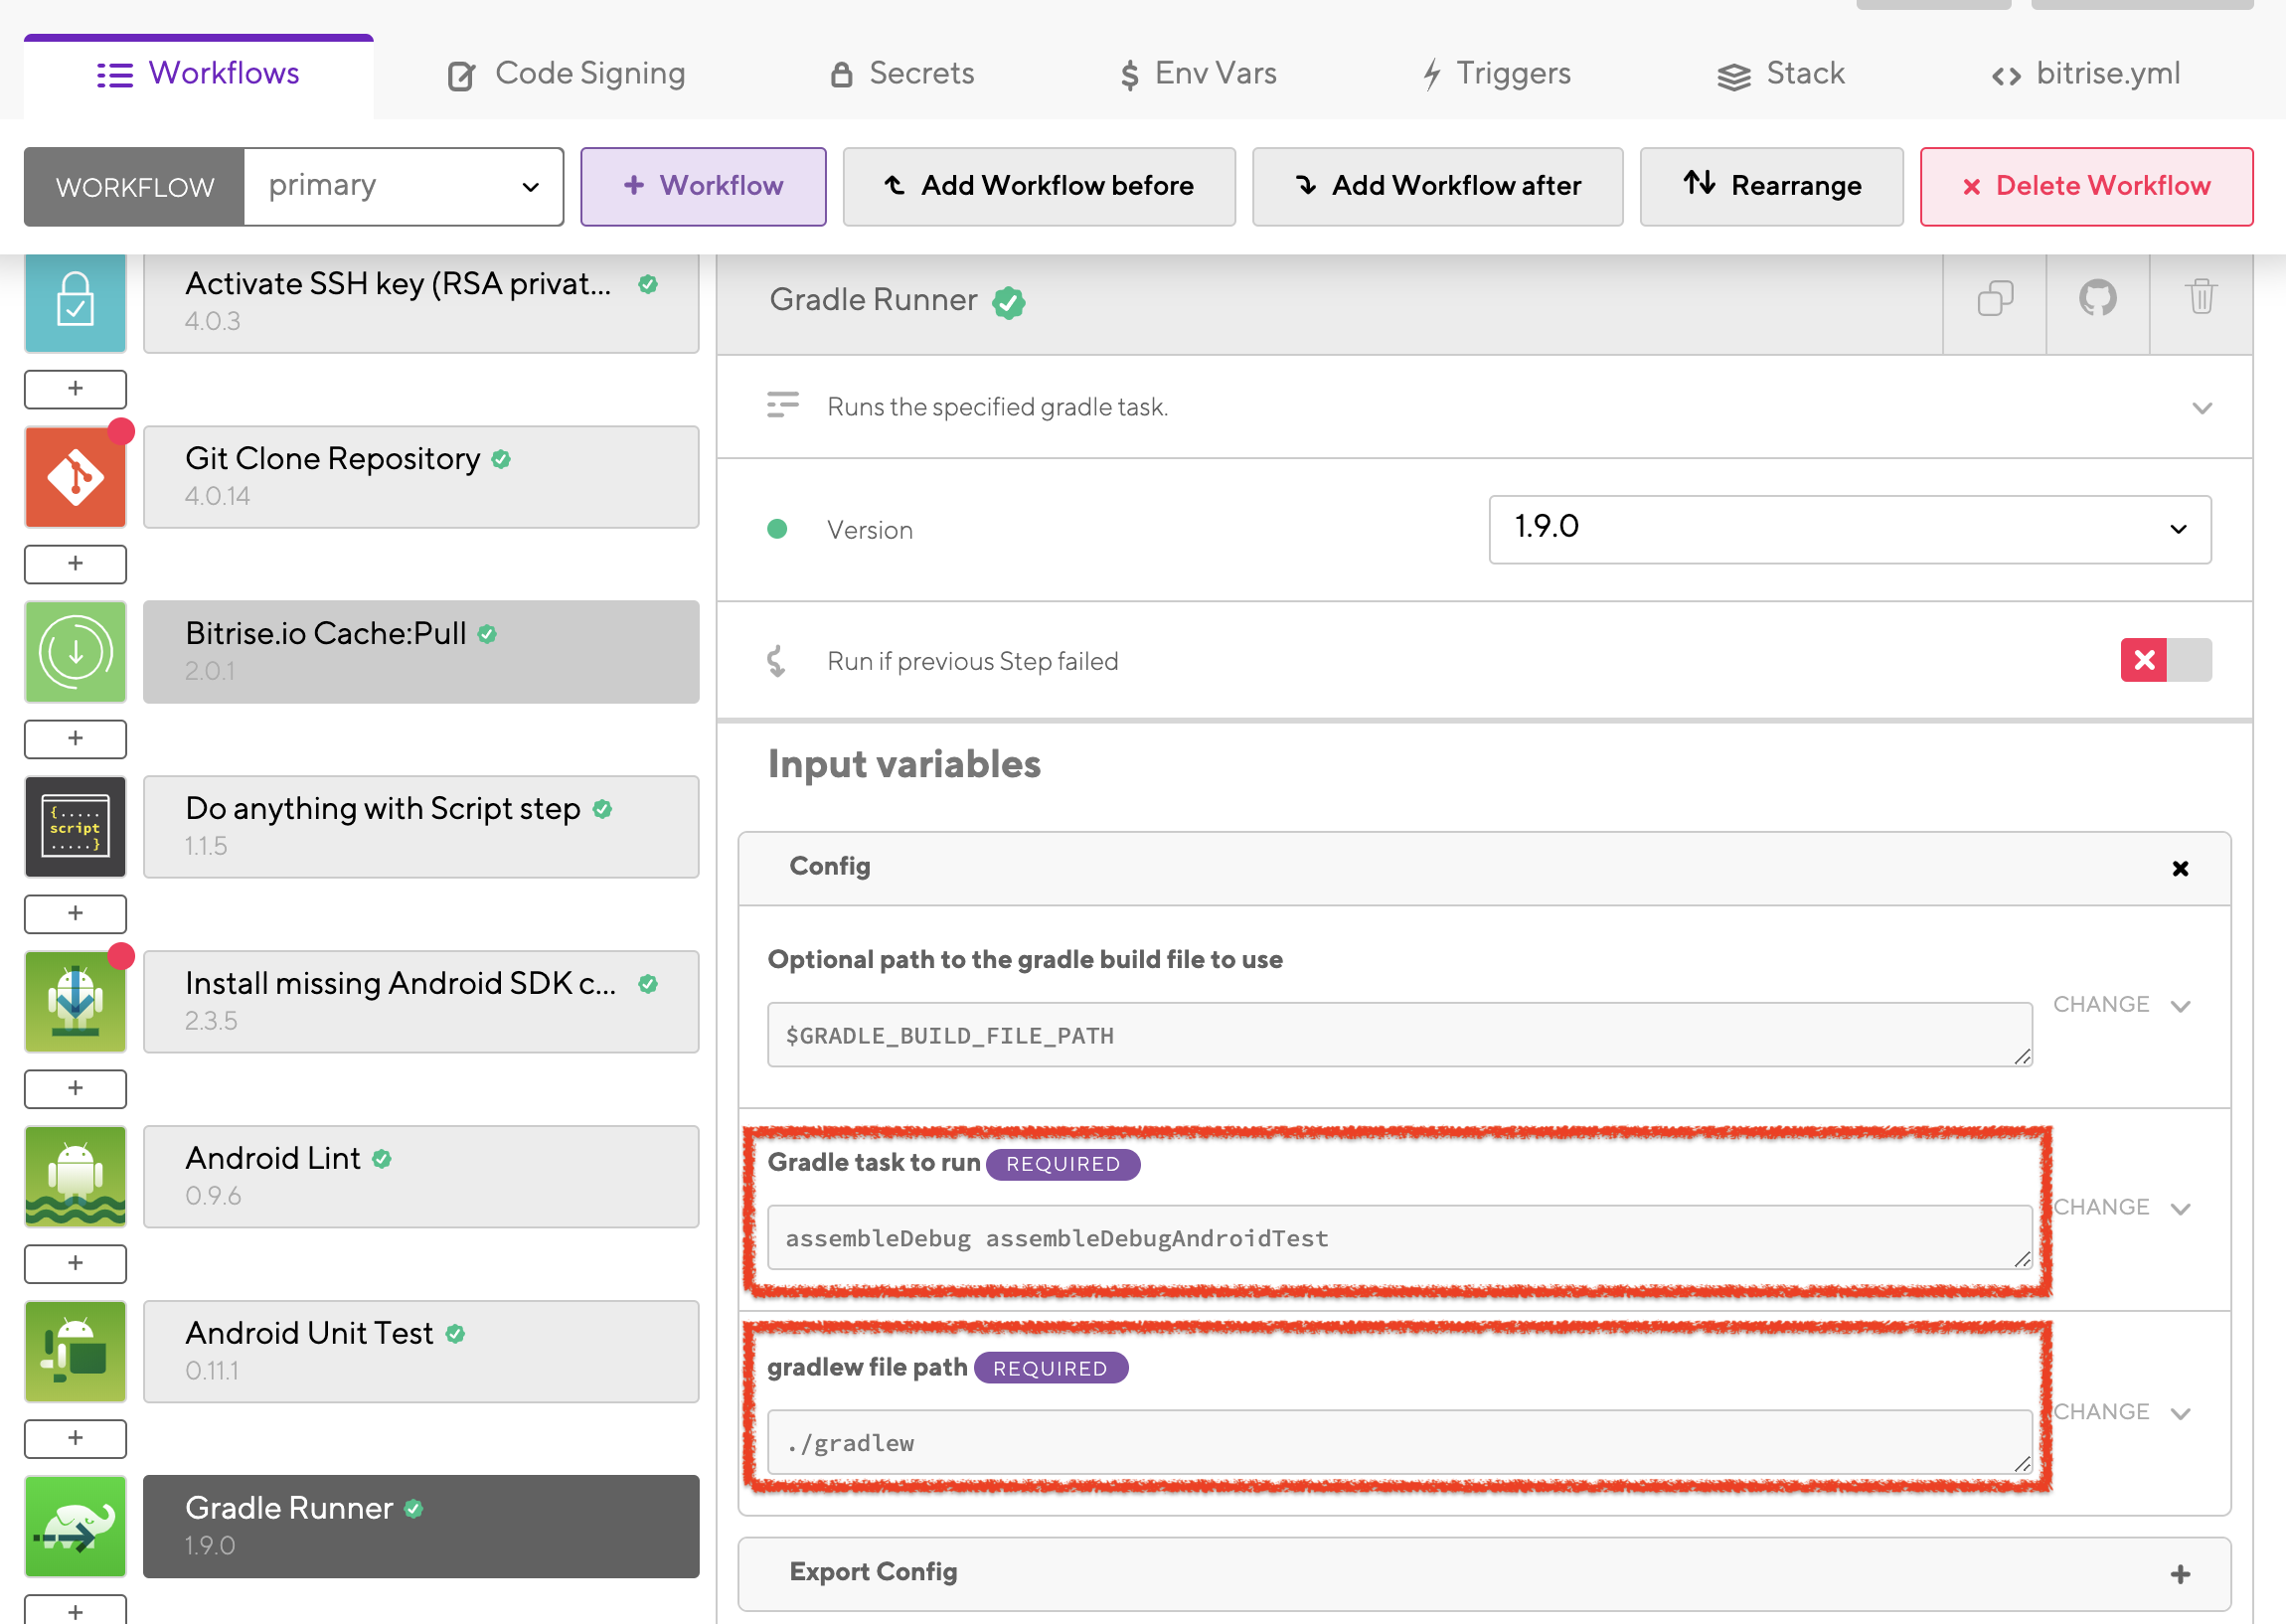 Workflows
Code Signing
Secrets
Env Vars
Triggers
Stack
bitrise.yml
WORKFLOW
primary
Workflow
Add Workflow before
Add Workflow after
Rearrange
Delete Workflow
Activate SSH key (RSA privat...
4.0.3
Git Clone Repository
4.0.14
Bitrise.io Cache:Pull
2.0.1
Do anything with Script step
1.1.5
{.....
script
.....}
Install missing Android SDK c...
2.3.5
Android Lint
0.9.6
Android Unit Test
0.11.1
Gradle Runner
1.9.0
Gradle Runner
Runs the specified gradle task.
Version
1.9.0
Run if previous Step failed
Input variables
Config
Optional path to the gradle build file to use
$GRADLE_BUILD_FILE_PATH
CHANGE
Gradle task to run REQUIRED
assembleDebug assembleDebugAndroidTest
CHANGE
gradlew file path REQUIRED
./gradlew
CHANGE
Export Config